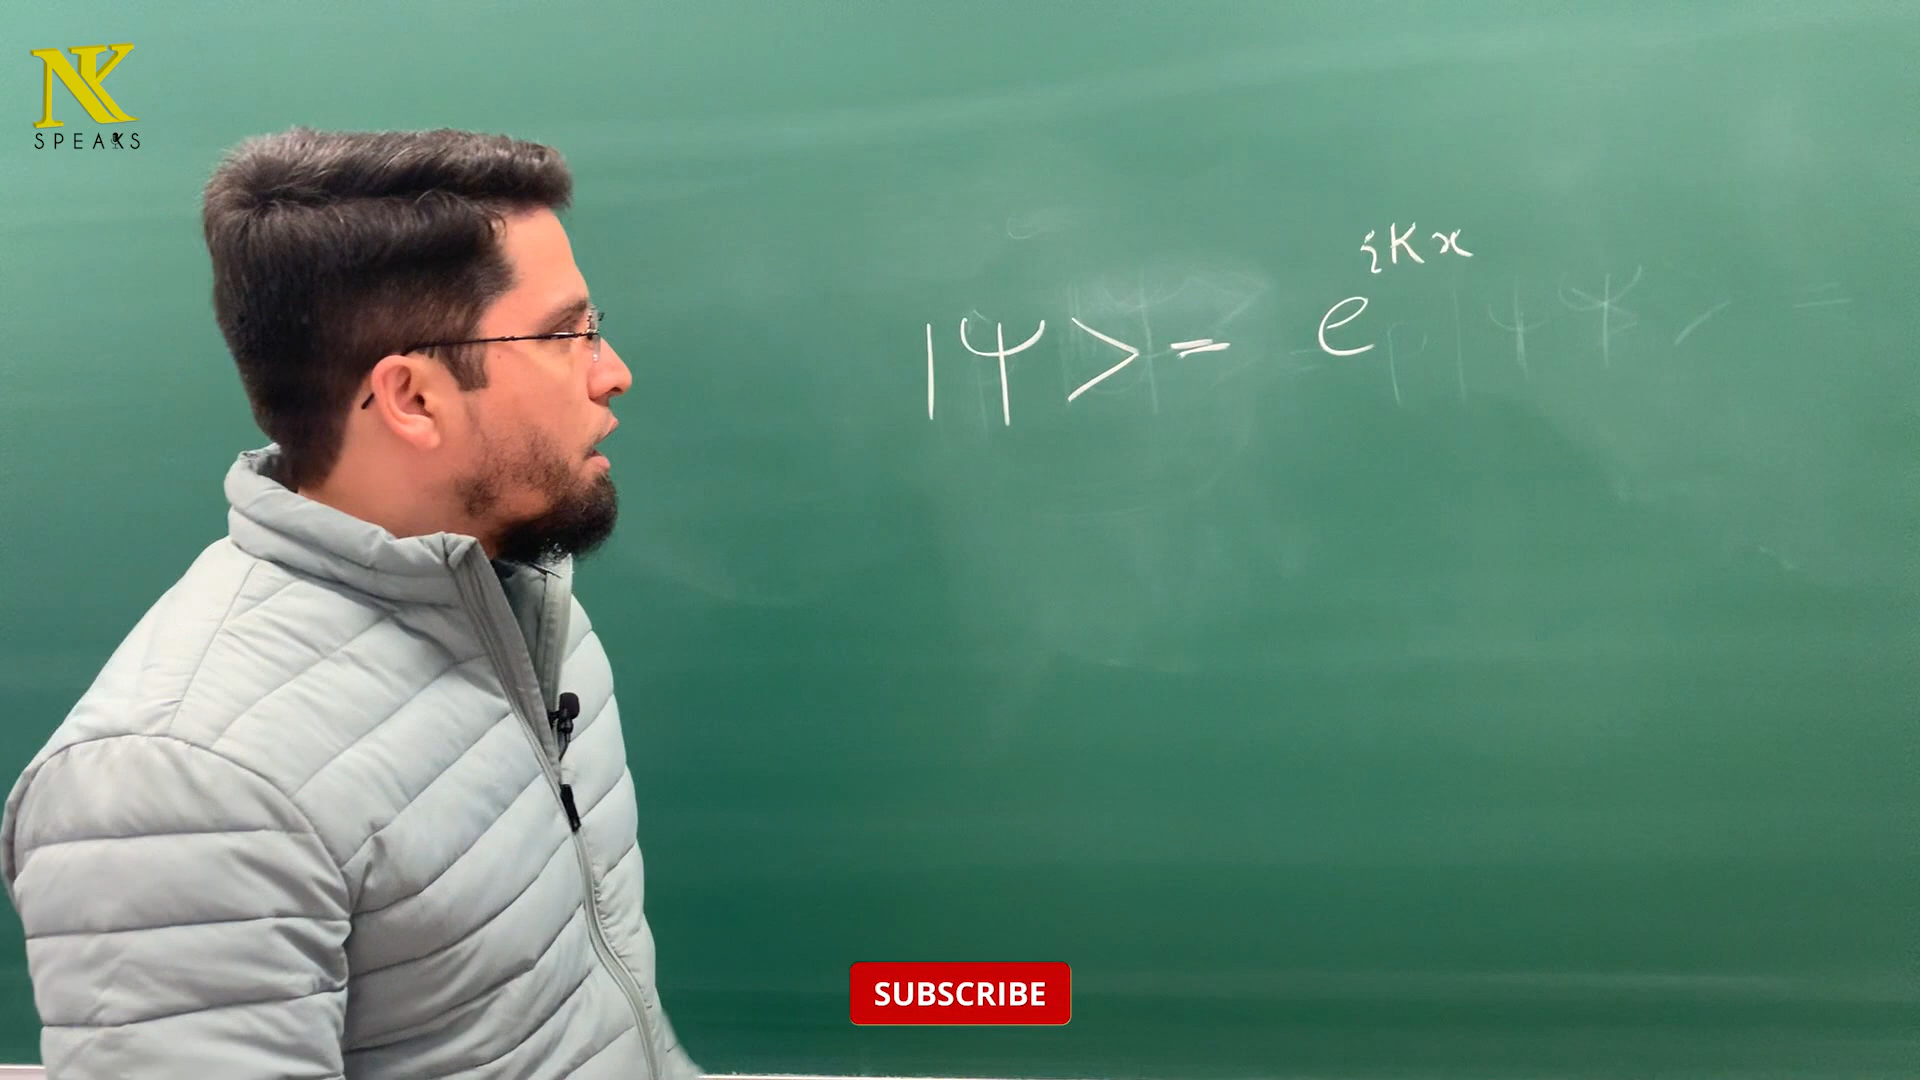 NK
SPEAKS
|Ψ> = e^{iKx}
SUBSCRIBE